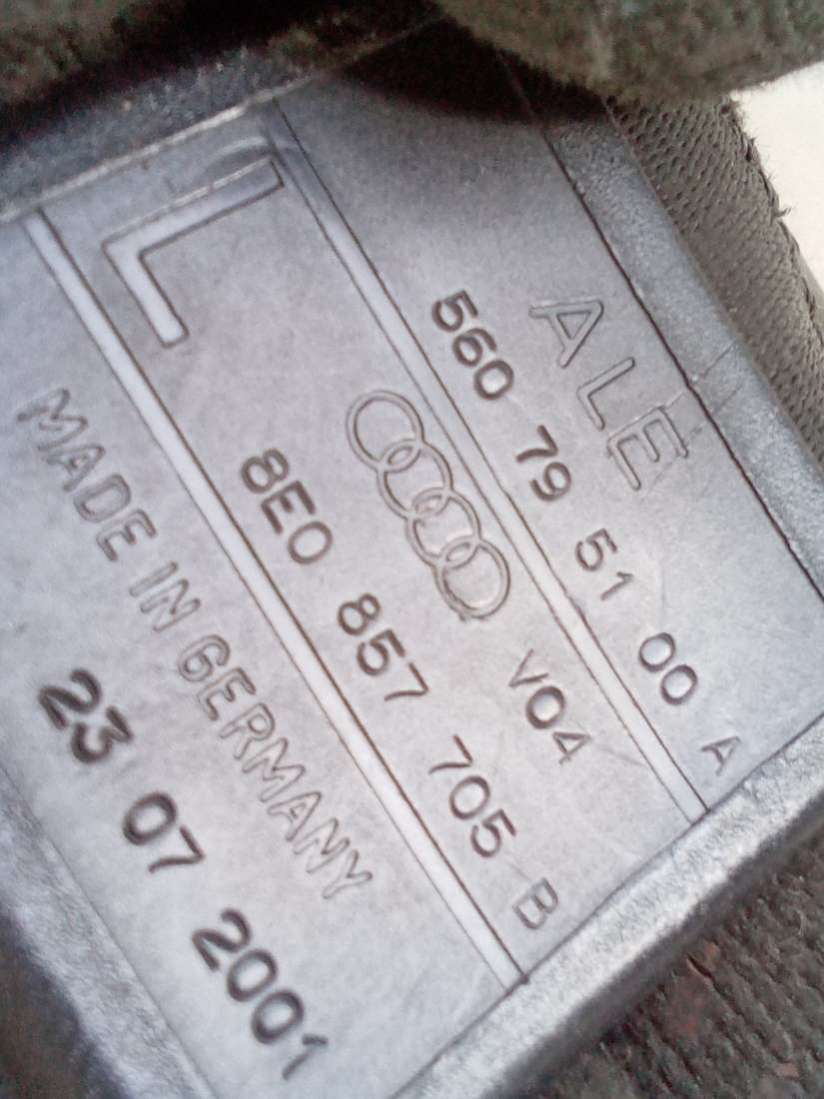 ALE
560 79 51 00 A
V04
L
8E0 857 705 B
MADE IN GERMANY
23 07 2001